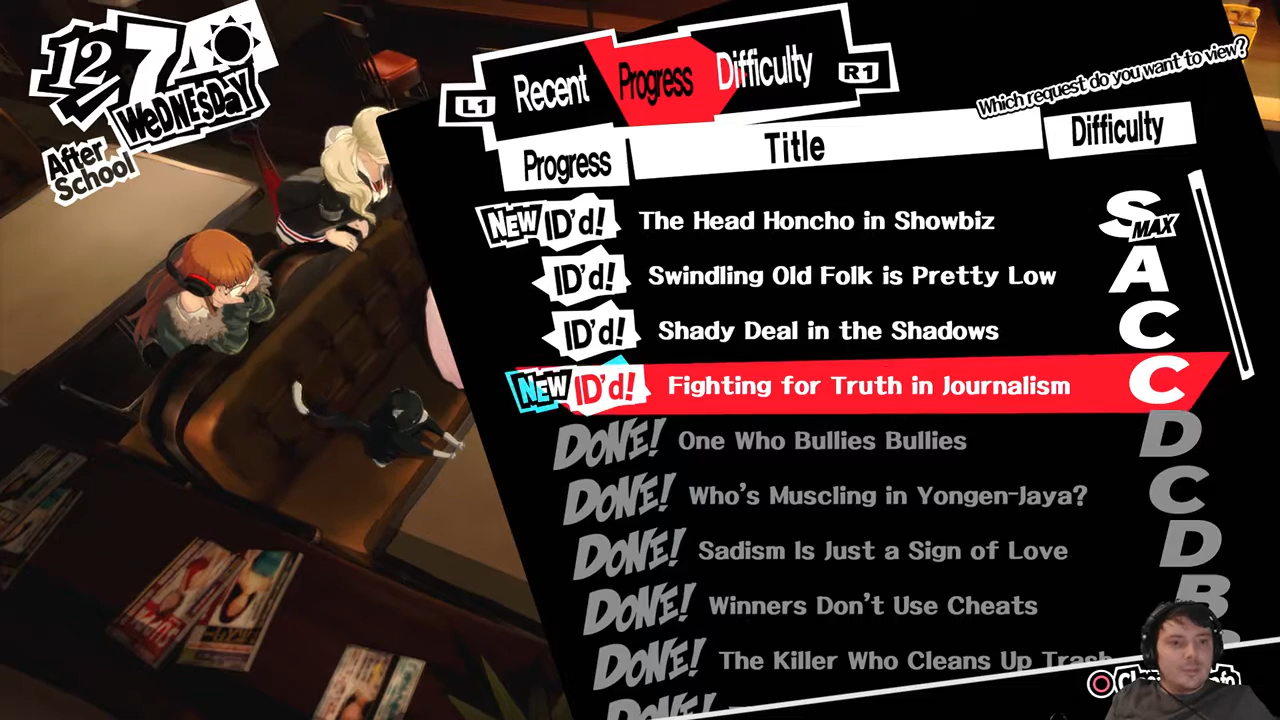 12/7
WeDNeSDaY
After School
L1 Recent Progress Difficulty R1
Which request do you want to view?
Progress Title Difficulty
NEW ID'd! The Head Honcho in Showbiz S MAX
ID'd! Swindling Old Folk is Pretty Low A
ID'd! Shady Deal in the Shadows C
NEW ID'd! Fighting for Truth in Journalism C
DONE! One Who Bullies Bullies D
DONE! Who's Muscling in Yongen-Jaya? C
DONE! Sadism Is Just a Sign of Love D
DONE! Winners Don't Use Cheats B
DONE! The Killer Who Cleans Up Trash